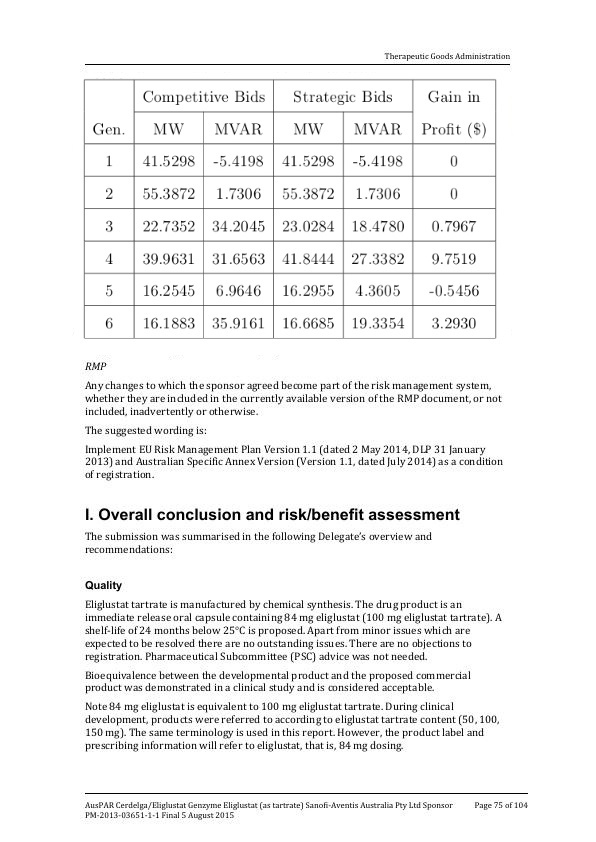 Therapeutic Goods Administration
Competitive Bids Strategic Bids Gain in
Gen. MW MVAR MW MVAR Profit ($)
1 41.5298 -5.4198 41.5298 -5.4198 0
2 55.3872 1.7306 55.3872 1.7306 0
3 22.7352 34.2045 23.0284 18.4780 0.7967
4 39.9631 31.6563 41.8444 27.3382 9.7519
5 16.2545 6.9646 16.2955 4.3605 -0.5456
6 16.1883 35.9161 16.6685 19.3354 3.2930
RMP
Any changes to which the sponsor agreed become part of the risk management system,
whether they are included in the currently available version of the RMP document, or not
included, inadvertently or otherwise.
The suggested wording is:
Implement EU Risk Management Plan Version 1.1 (dated 2 May 2014, DLP 31 January
2013) and Australian Specific Annex Version (Version 1.1, dated July 2014) as a condition
of registration.
I. Overall conclusion and risk/benefit assessment
The submission was summarised in the following Delegate's overview and
recommendations:
Quality
Eliglustat tartrate is manufactured by chemical synthesis. The drug product is an
immediate release oral capsule containing 84 mg eliglustat (100 mg eliglustat tartrate). A
shelf-life of 24 months below 25°C is proposed. Apart from minor issues which are
expected to be resolved there are no outstanding issues. There are no objections to
registration. Pharmaceutical Subcommittee (PSC) advice was not needed.
Bioequivalence between the developmental product and the proposed commercial
product was demonstrated in a clinical study and is considered acceptable.
Note 84 mg eliglustat is equivalent to 100 mg eliglustat tartrate. During clinical
development, products were referred to according to eliglustat tartrate content (50, 100,
150 mg). The same terminology is used in this report. However, the product label and
prescribing information will refer to eliglustat, that is, 84 mg dosing.
AusPAR Cerdelga/Eliglustat Genzyme Eliglustat (as tartrate) Sanofi-Aventis Australia Pty Ltd Sponsor Page 75 of 104
PM-2013-03651-1-1 Final 5 August 2015